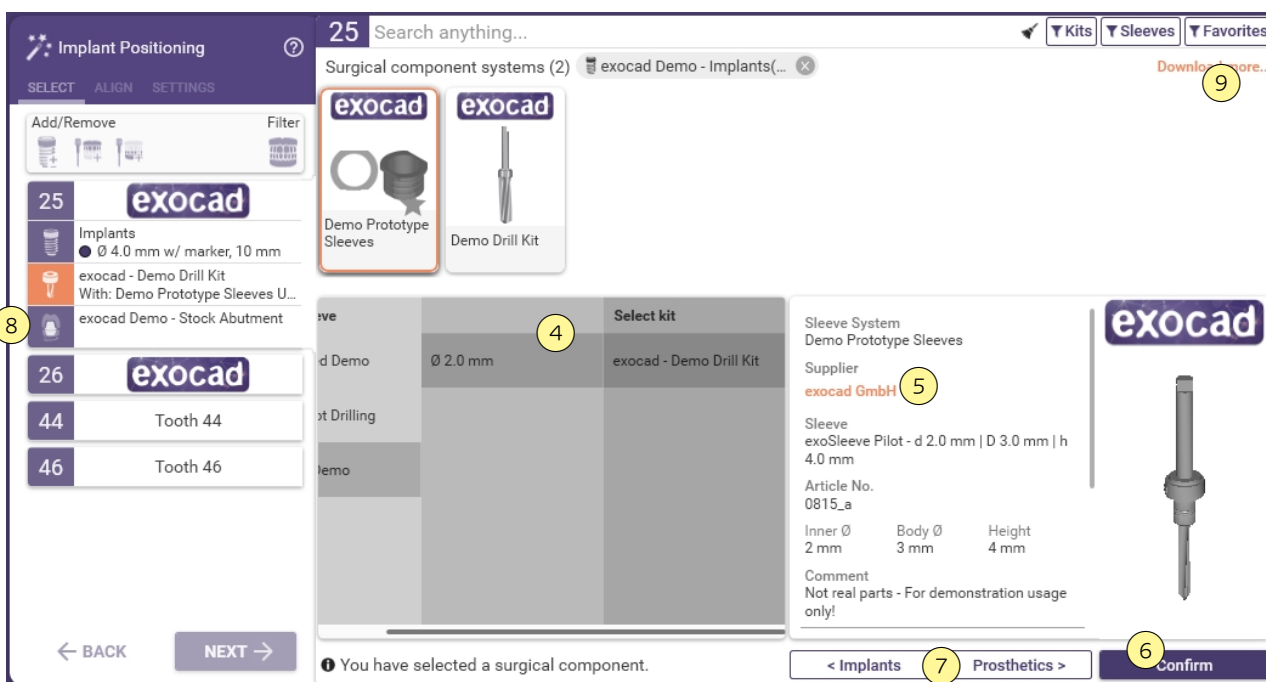 Implant Positioning
SELECT ALIGN SETTINGS
Add/Remove Filter
25 exocad
Implants
Ø 4.0 mm w/ marker, 10 mm
exocad - Demo Drill Kit
With: Demo Prototype Sleeves U...
8
exocad Demo - Stock Abutment
26 exocad
44 Tooth 44
46 Tooth 46
← BACK NEXT →
25 Search anything... Kits Sleeves Favorites
Surgical component systems (2) exocad Demo - Implants(...
9
exocad
Demo Prototype
Sleeves
exocad
Demo Drill Kit
eve Select kit
4
d Demo Ø 2.0 mm exocad - Demo Drill Kit
ot Drilling
Demo
Sleeve System
Demo Prototype Sleeves
Supplier
exocad GmbH 5
Sleeve
exoSleeve Pilot - d 2.0 mm | D 3.0 mm | h
4.0 mm
Article No.
0815_a
Inner Ø Body Ø Height
2 mm 3 mm 4 mm
Comment
Not real parts - For demonstration usage
only!
exocad
You have selected a surgical component.
< Implants 7 Prosthetics >
6
Confirm